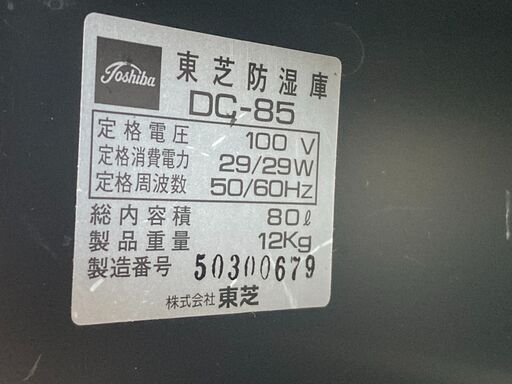 Toshiba
東芝防湿庫
DC-85
定格電圧 100 V
定格消費電力 29/29W
定格周波数 50/60Hz
総内容積 80ℓ
製品重量 12Kg
製造番号 50300679
株式会社 東芝